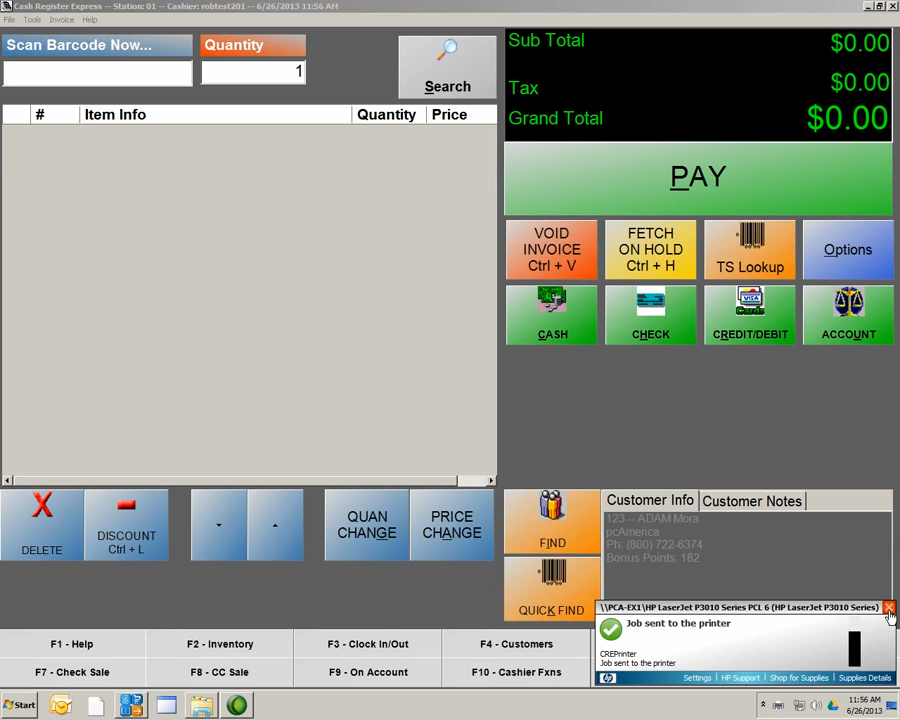 Cash Register Express -- Station: 01 -- Cashier: robtest201 -- 6/26/2013 11:56 AM
File Tools Invoice Help
Scan Barcode Now...
Quantity
1
Search
Sub Total $0.00
Tax $0.00
Grand Total $0.00
# Item Info Quantity Price
PAY
VOID
INVOICE
Ctrl + V
FETCH
ON HOLD
Ctrl + H
TS Lookup
Options
CASH
CHECK
Cards
CREDIT/DEBIT
ACCOUNT
DELETE
DISCOUNT
Ctrl + L
QUAN
CHANGE
PRICE
CHANGE
FIND
QUICK FIND
Customer Info Customer Notes
123 -- ADAM Mora
pcAmerica
Ph: (800) 722-6374
Bonus Points: 182
\\PCA-EX1\HP LaserJet P3010 Series PCL 6 (HP LaserJet P3010 Series)
Job sent to the printer
CREPrinter
Job sent to the printer
hp
Settings | HP Support | Shop for Supplies | Supplies Details
F1 - Help F2 - Inventory F3 - Clock In/Out F4 - Customers
F7 - Check Sale F8 - CC Sale F9 - On Account F10 - Cashier Fxns
Start
11:56 AM
6/26/2013